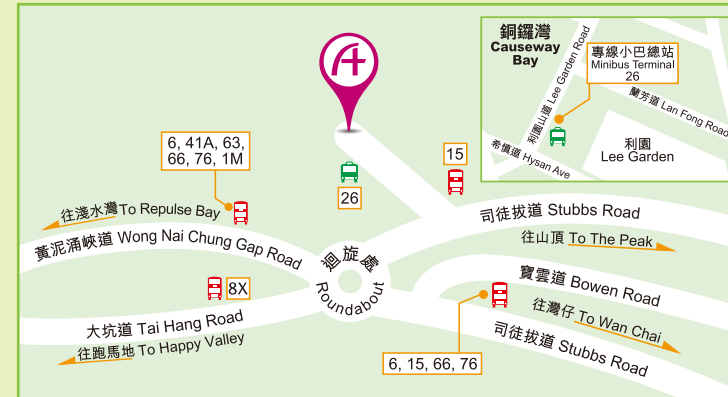 銅鑼灣
Causeway
Bay
利園山道 Lee Garden Road
專線小巴總站
Minibus Terminal
26
蘭芳道 Lan Fong Road
利園
Lee Garden
希慎道 Hysan Ave
6, 41A, 63,
66, 76, 1M
26
15
往淺水灣 To Repulse Bay
黃泥涌峽道 Wong Nai Chung Gap Road
迴旋處
Roundabout
司徒拔道 Stubbs Road
往山頂 To The Peak
8X
大坑道 Tai Hang Road
往跑馬地 To Happy Valley
寶雲道 Bowen Road
往灣仔 To Wan Chai
司徒拔道 Stubbs Road
6, 15, 66, 76